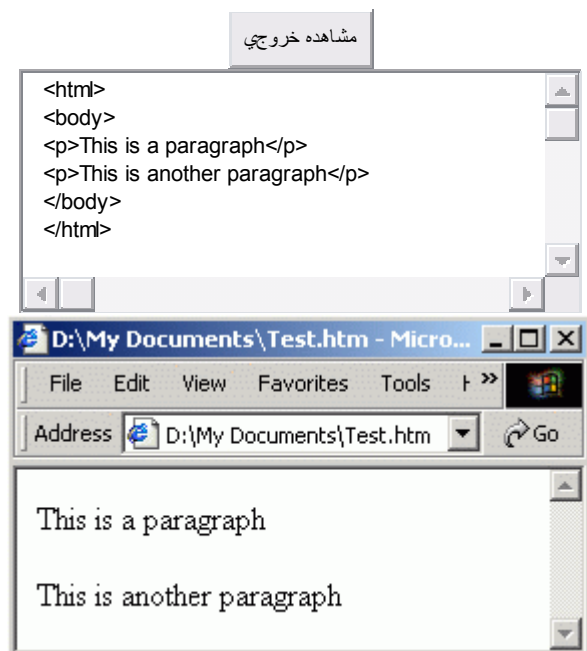 مشاهده خروجي
<html>
<body>
<p>This is a paragraph</p>
<p>This is another paragraph</p>
</body>
</html>
D:\My Documents\Test.htm - Micro...
File Edit View Favorites Tools »
Address D:\My Documents\Test.htm Go
This is a paragraph
This is another paragraph